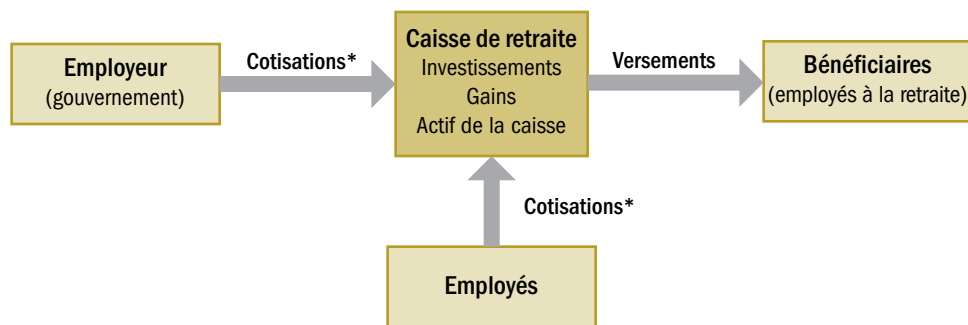 Employeur
(gouvernement)
Cotisations*
Caisse de retraite
Investissements
Gains
Actif de la caisse
Versements
Bénéficiaires
(employés à la retraite)
Cotisations*
Employés